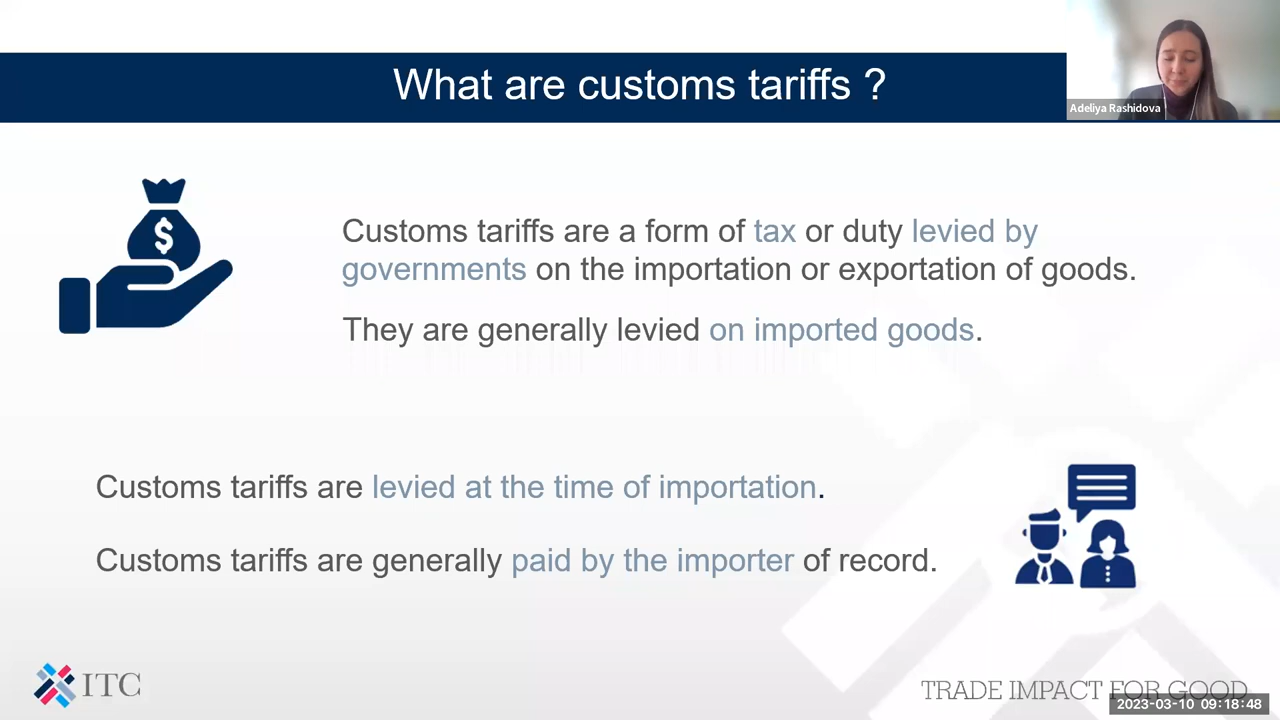 What are customs tariffs ?
Adeliya Rashidova
$
Customs tariffs are a form of tax or duty levied by
governments on the importation or exportation of goods.
They are generally levied on imported goods.
Customs tariffs are levied at the time of importation.
Customs tariffs are generally paid by the importer of record.
ITC
TRADE IMPACT FOR GOOD
2023-03-10 09:18:48